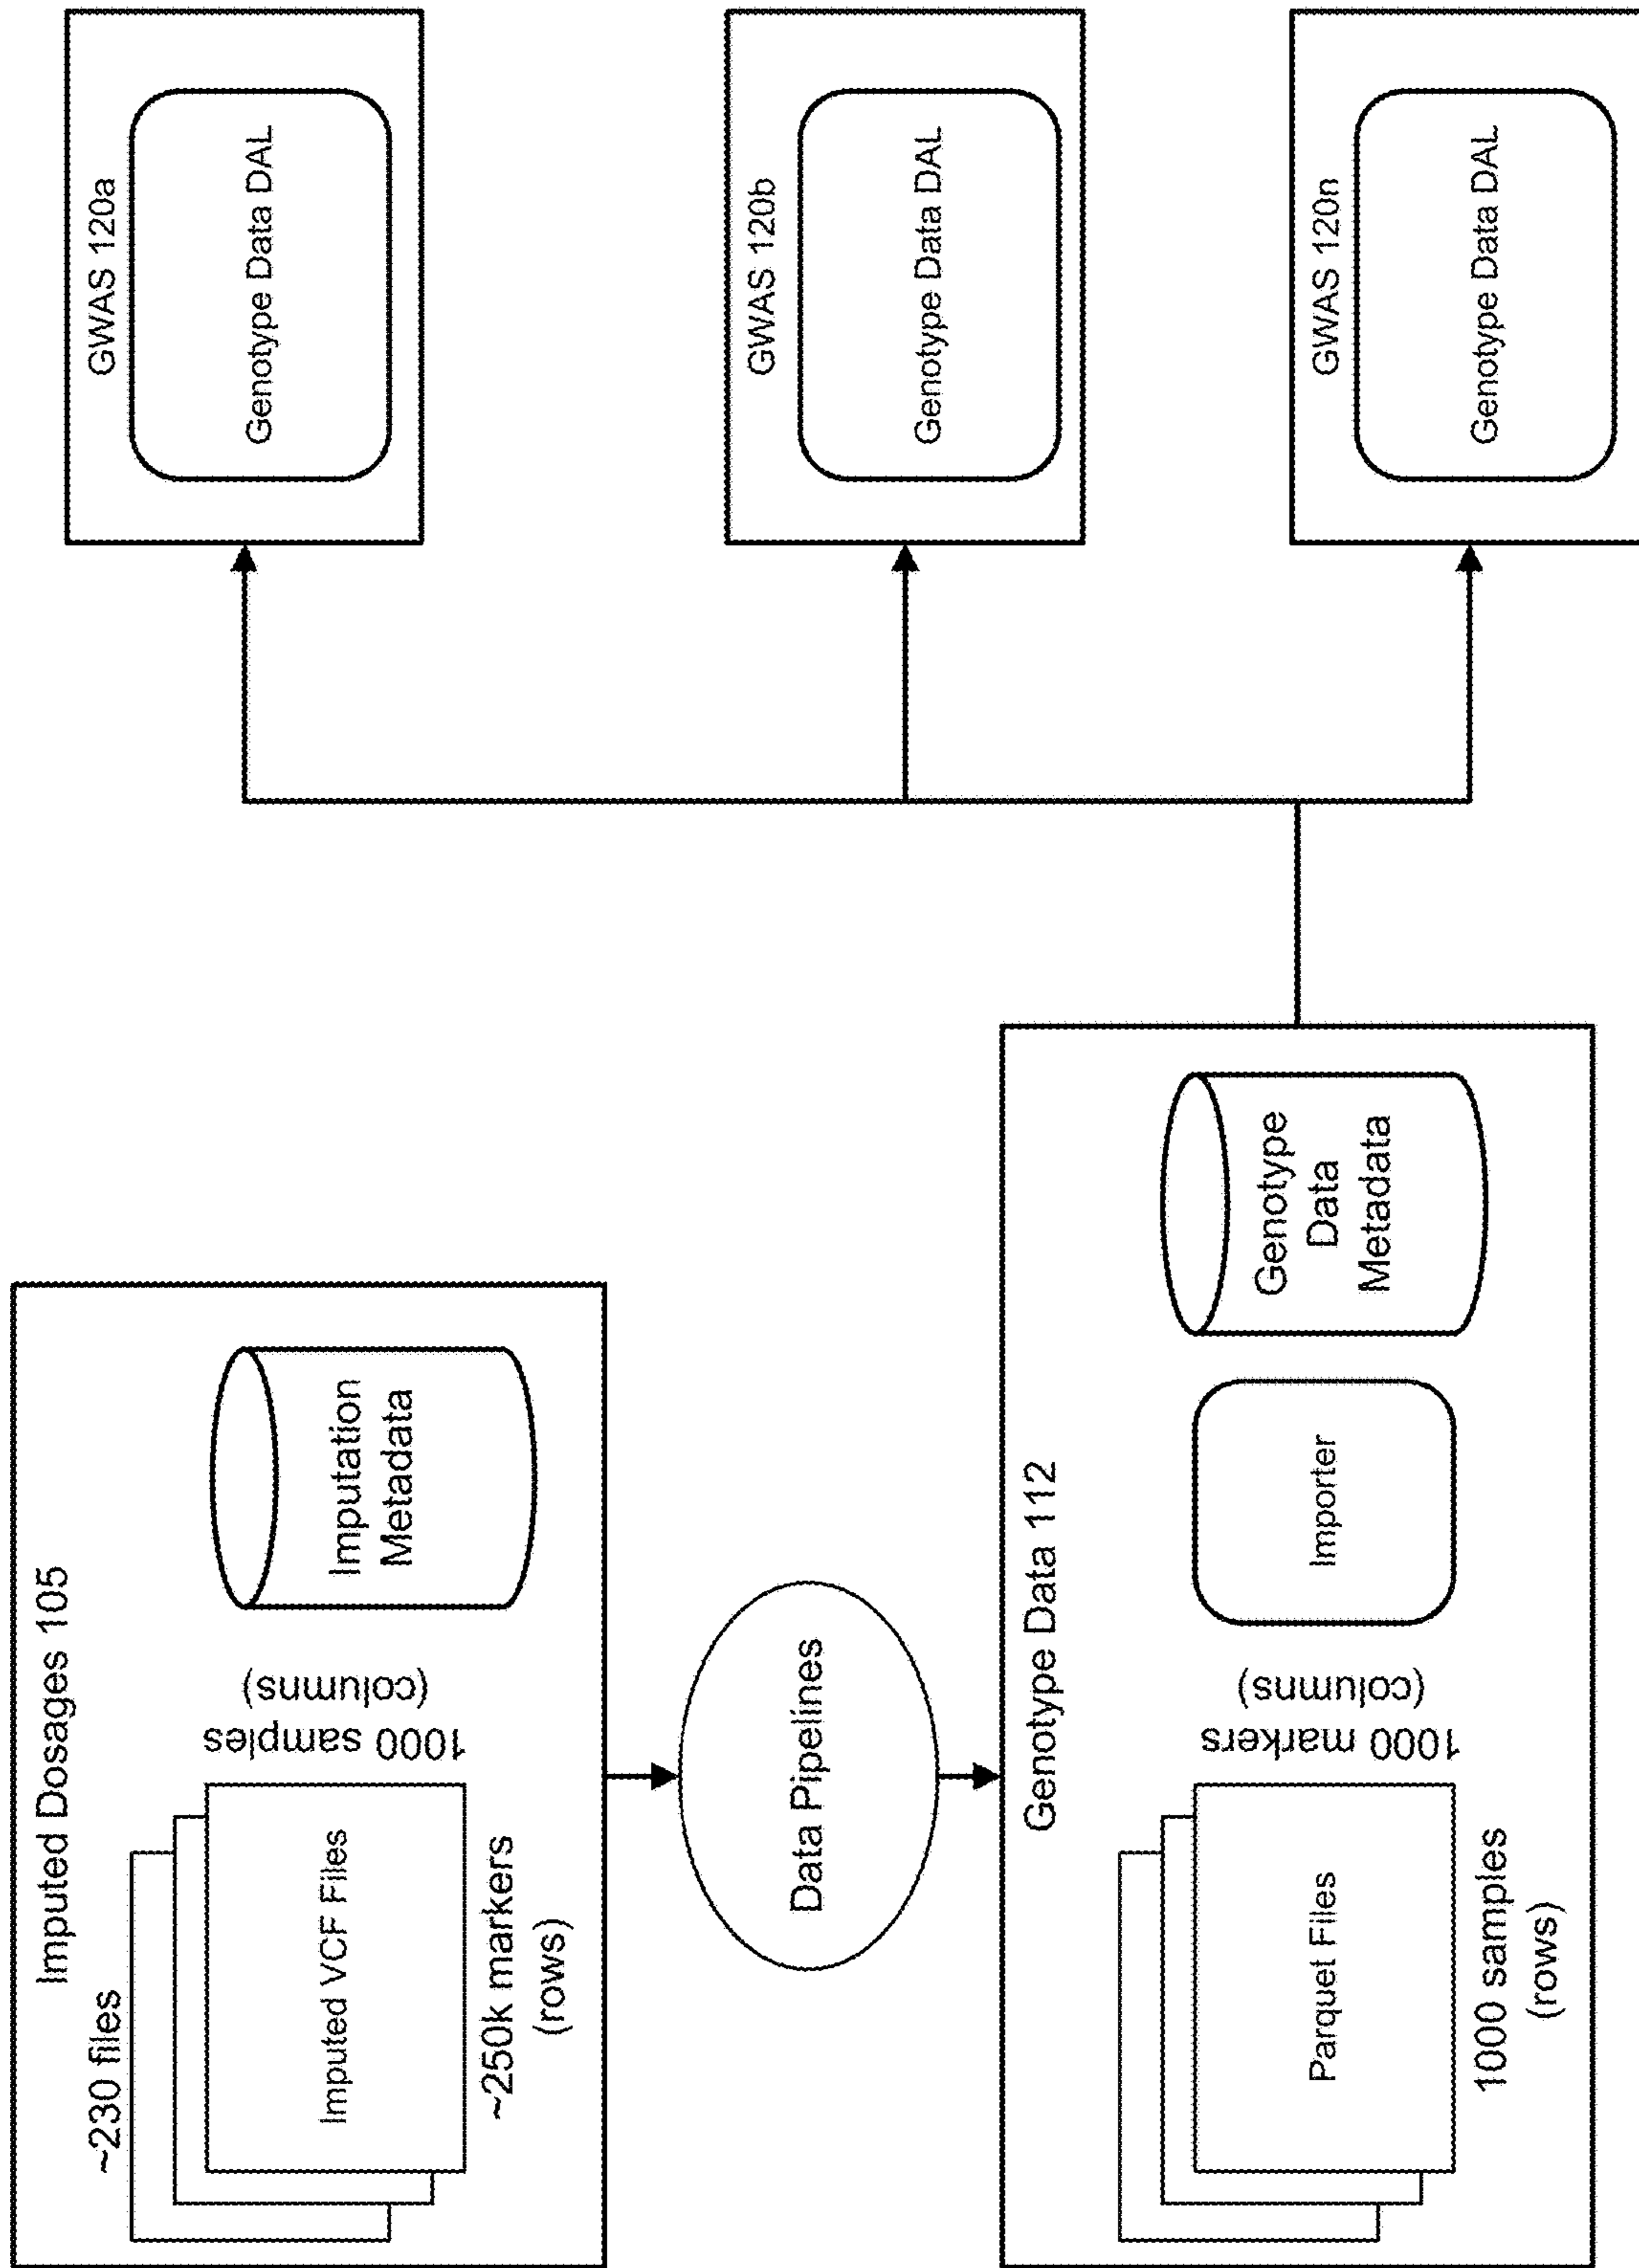 Imputed Dosages 105
~230 files
Imputed VCF Files
1000 samples
(columns)
~250k markers
(rows)
Imputation
Metadata
Data Pipelines
Genotype Data 112
Parquet Files
1000 markers
(columns)
1000 samples
(rows)
Importer
Genotype
Data
Metadata
GWAS 120a
Genotype Data DAL
GWAS 120b
Genotype Data DAL
GWAS 120n
Genotype Data DAL